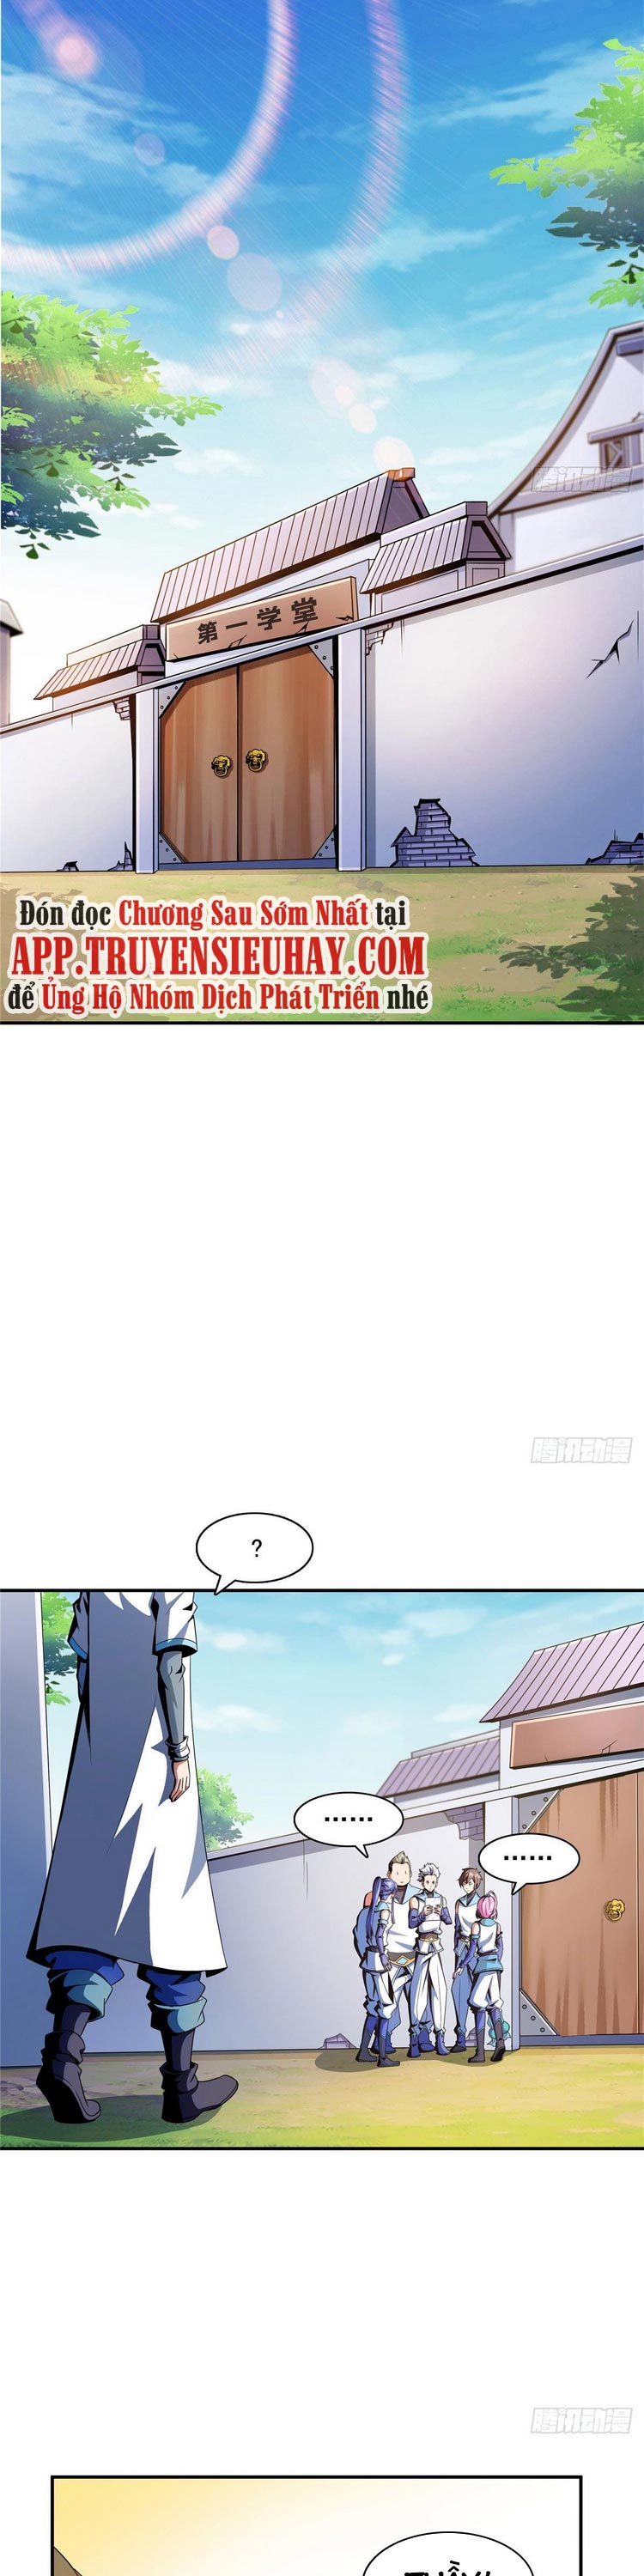 腾讯动漫
第一学堂
Đón đọc Chương Sau Sớm Nhất tại
APP.TRUYENSIEUHAY.COM
để Ủng Hộ Nhóm Dịch Phát Triển nhé
腾讯动漫
?
......
......
腾讯动漫